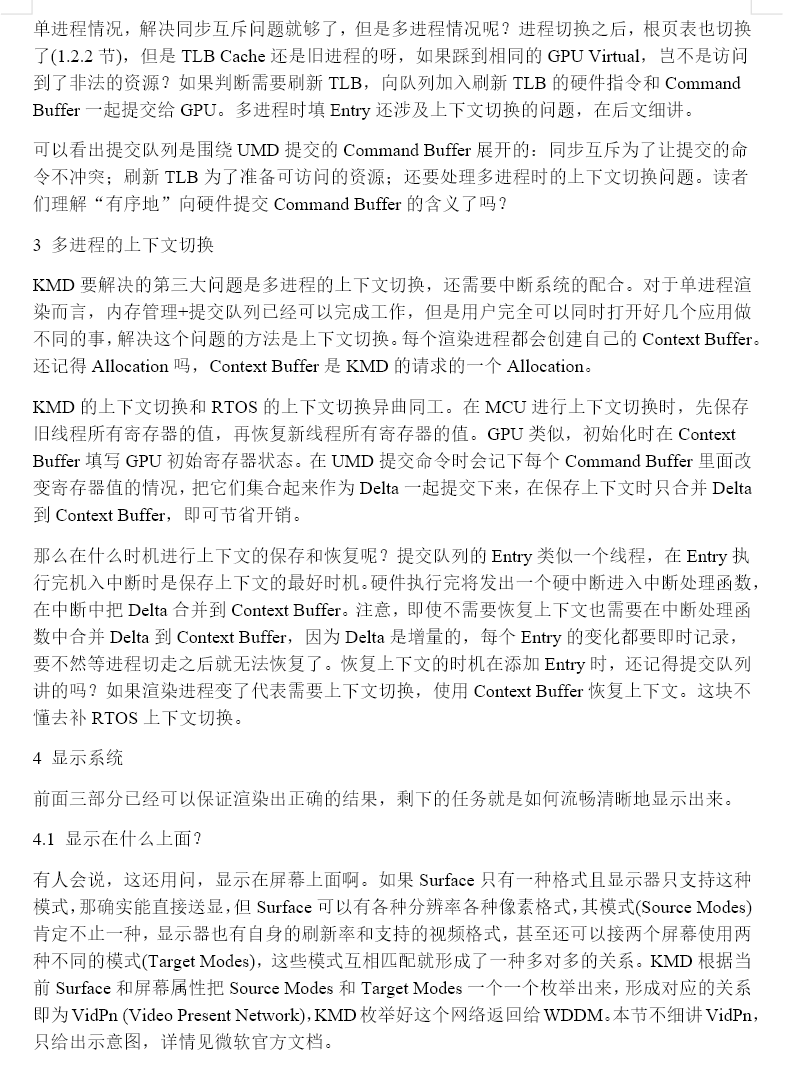 单进程情况，解决同步互斥问题就够了，但是多进程情况呢？进程切换之后，根页表也切换
了(1.2.2 节)，但是 TLB Cache 还是旧进程的呀，如果踩到相同的 GPU Virtual，岂不是访问
到了非法的资源？如果判断需要刷新 TLB，向队列加入刷新 TLB 的硬件指令和 Command
Buffer 一起提交给 GPU。多进程时填 Entry 还涉及上下文切换的问题，在后文细讲。
可以看出提交队列是围绕 UMD 提交的 Command Buffer 展开的：同步互斥为了让提交的命
令不冲突；刷新 TLB 为了准备可访问的资源；还要处理多进程时的上下文切换问题。读者
们理解“有序地”向硬件提交 Command Buffer 的含义了吗？
3 多进程的上下文切换
KMD 要解决的第三大问题是多进程的上下文切换，还需要中断系统的配合。对于单进程渲
染而言，内存管理+提交队列已经可以完成工作，但是用户完全可以同时打开好几个应用做
不同的事，解决这个问题的方法是上下文切换。每个渲染进程都会创建自己的 Context Buffer。
还记得 Allocation 吗，Context Buffer 是 KMD 的请求的一个 Allocation。
KMD 的上下文切换和 RTOS 的上下文切换异曲同工。在 MCU 进行上下文切换时，先保存
旧线程所有寄存器的值，再恢复新线程所有寄存器的值。GPU 类似，初始化时在 Context
Buffer 填写 GPU 初始寄存器状态。在 UMD 提交命令时会记下每个 Command Buffer 里面改
变寄存器值的情况，把它们集合起来作为 Delta 一起提交下来，在保存上下文时只合并 Delta
到 Context Buffer，即可节省开销。
那么在什么时机进行上下文的保存和恢复呢？提交队列的 Entry 类似一个线程，在 Entry 执
行完机入中断时是保存上下文的最好时机。硬件执行完将发出一个硬中断进入中断处理函数，
在中断中把 Delta 合并到 Context Buffer。注意，即使不需要恢复上下文也需要在中断处理函
数中合并 Delta 到 Context Buffer，因为 Delta 是增量的，每个 Entry 的变化都要即时记录，
要不然等进程切走之后就无法恢复了。恢复上下文的时机在添加 Entry 时，还记得提交队列
讲的吗？如果渲染进程变了代表需要上下文切换，使用 Context Buffer 恢复上下文。这块不
懂去补 RTOS 上下文切换。
4 显示系统
前面三部分已经可以保证渲染出正确的结果，剩下的任务就是如何流畅清晰地显示出来。
4.1 显示在什么上面？
有人会说，这还用问，显示在屏幕上面啊。如果 Surface 只有一种格式且显示器只支持这种
模式，那确实能直接送显，但 Surface 可以有各种分辨率各种像素格式，其模式(Source Modes)
肯定不止一种，显示器也有自身的刷新率和支持的视频格式，甚至还可以接两个屏幕使用两
种不同的模式(Target Modes)，这些模式互相匹配就形成了一种多对多的关系。KMD 根据当
前 Surface 和屏幕属性把 Source Modes 和 Target Modes 一个一个枚举出来，形成对应的关系
即为 VidPn (Video Present Network)，KMD 枚举好这个网络返回给 WDDM。本节不细讲 VidPn，
只给出示意图，详情见微软官方文档。